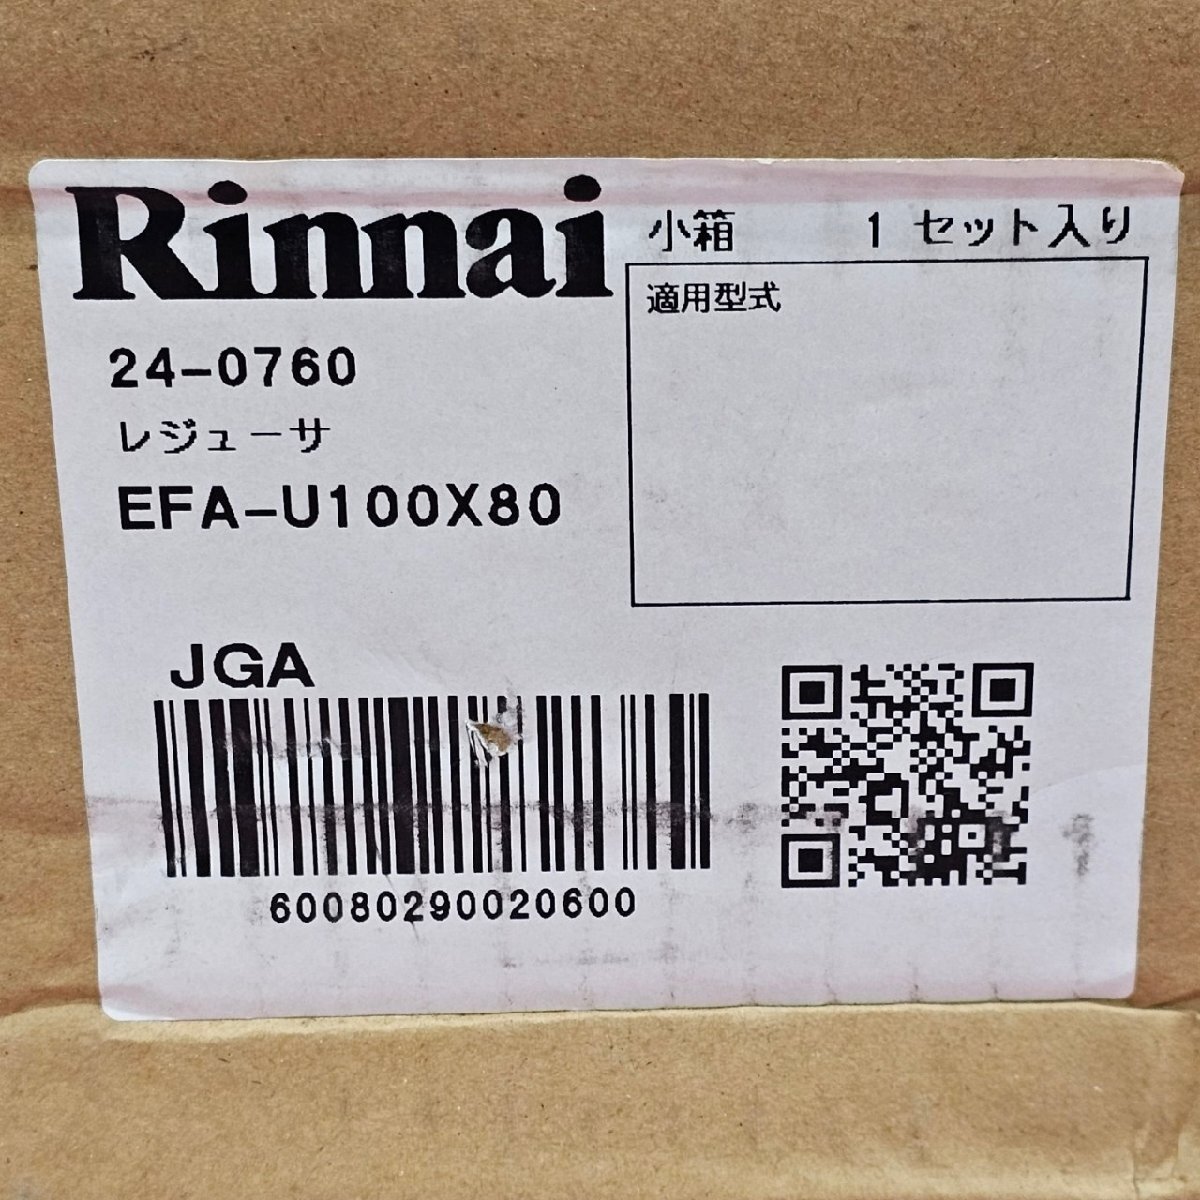 Rinnai
小箱 1 セット入り
適用型式
24-0760
レジューサ
EFA-U100X80
JGA
60080290020600